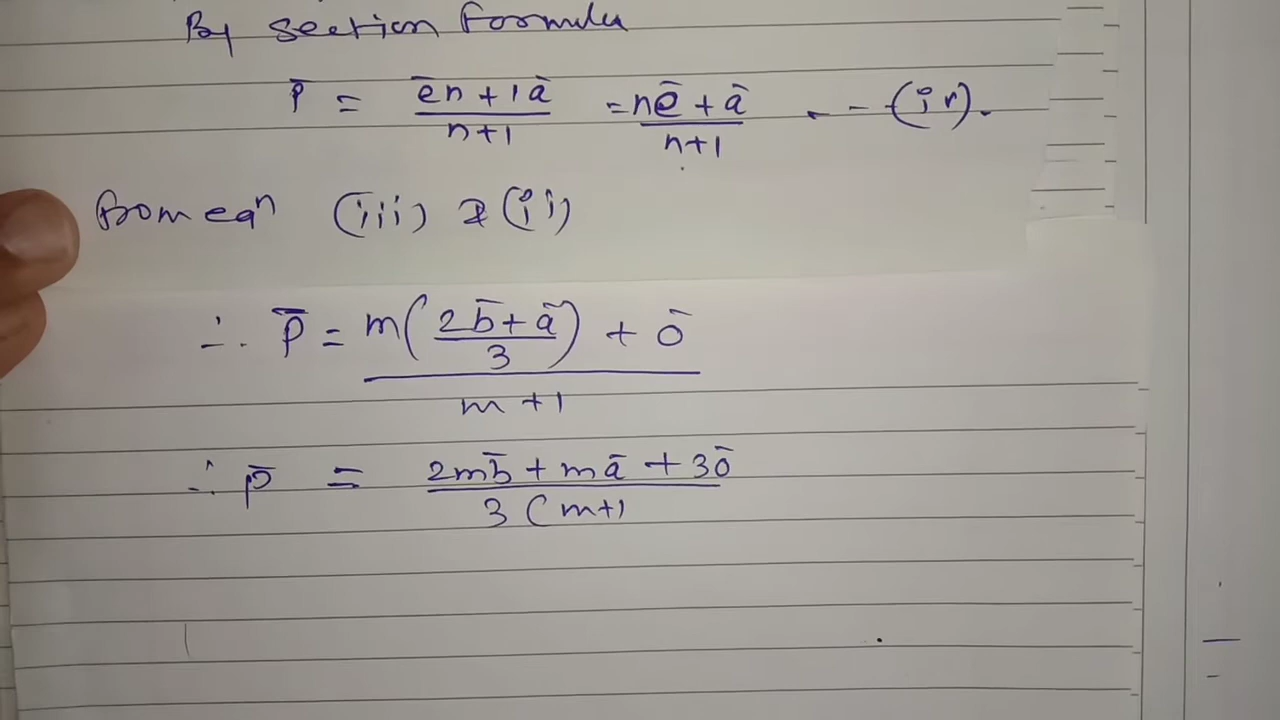 By section Formula
p̄ = (ēn + 1ā)/(n+1) = (nē + ā)/(n+1) - - (iv).
from eqⁿ (iii) & (ii)
∴ p̄ = (m((2b̄ + ā)/3) + ō)/(m + 1)
∴ p̄ = (2mb̄ + mā + 3ō)/(3(m+1)